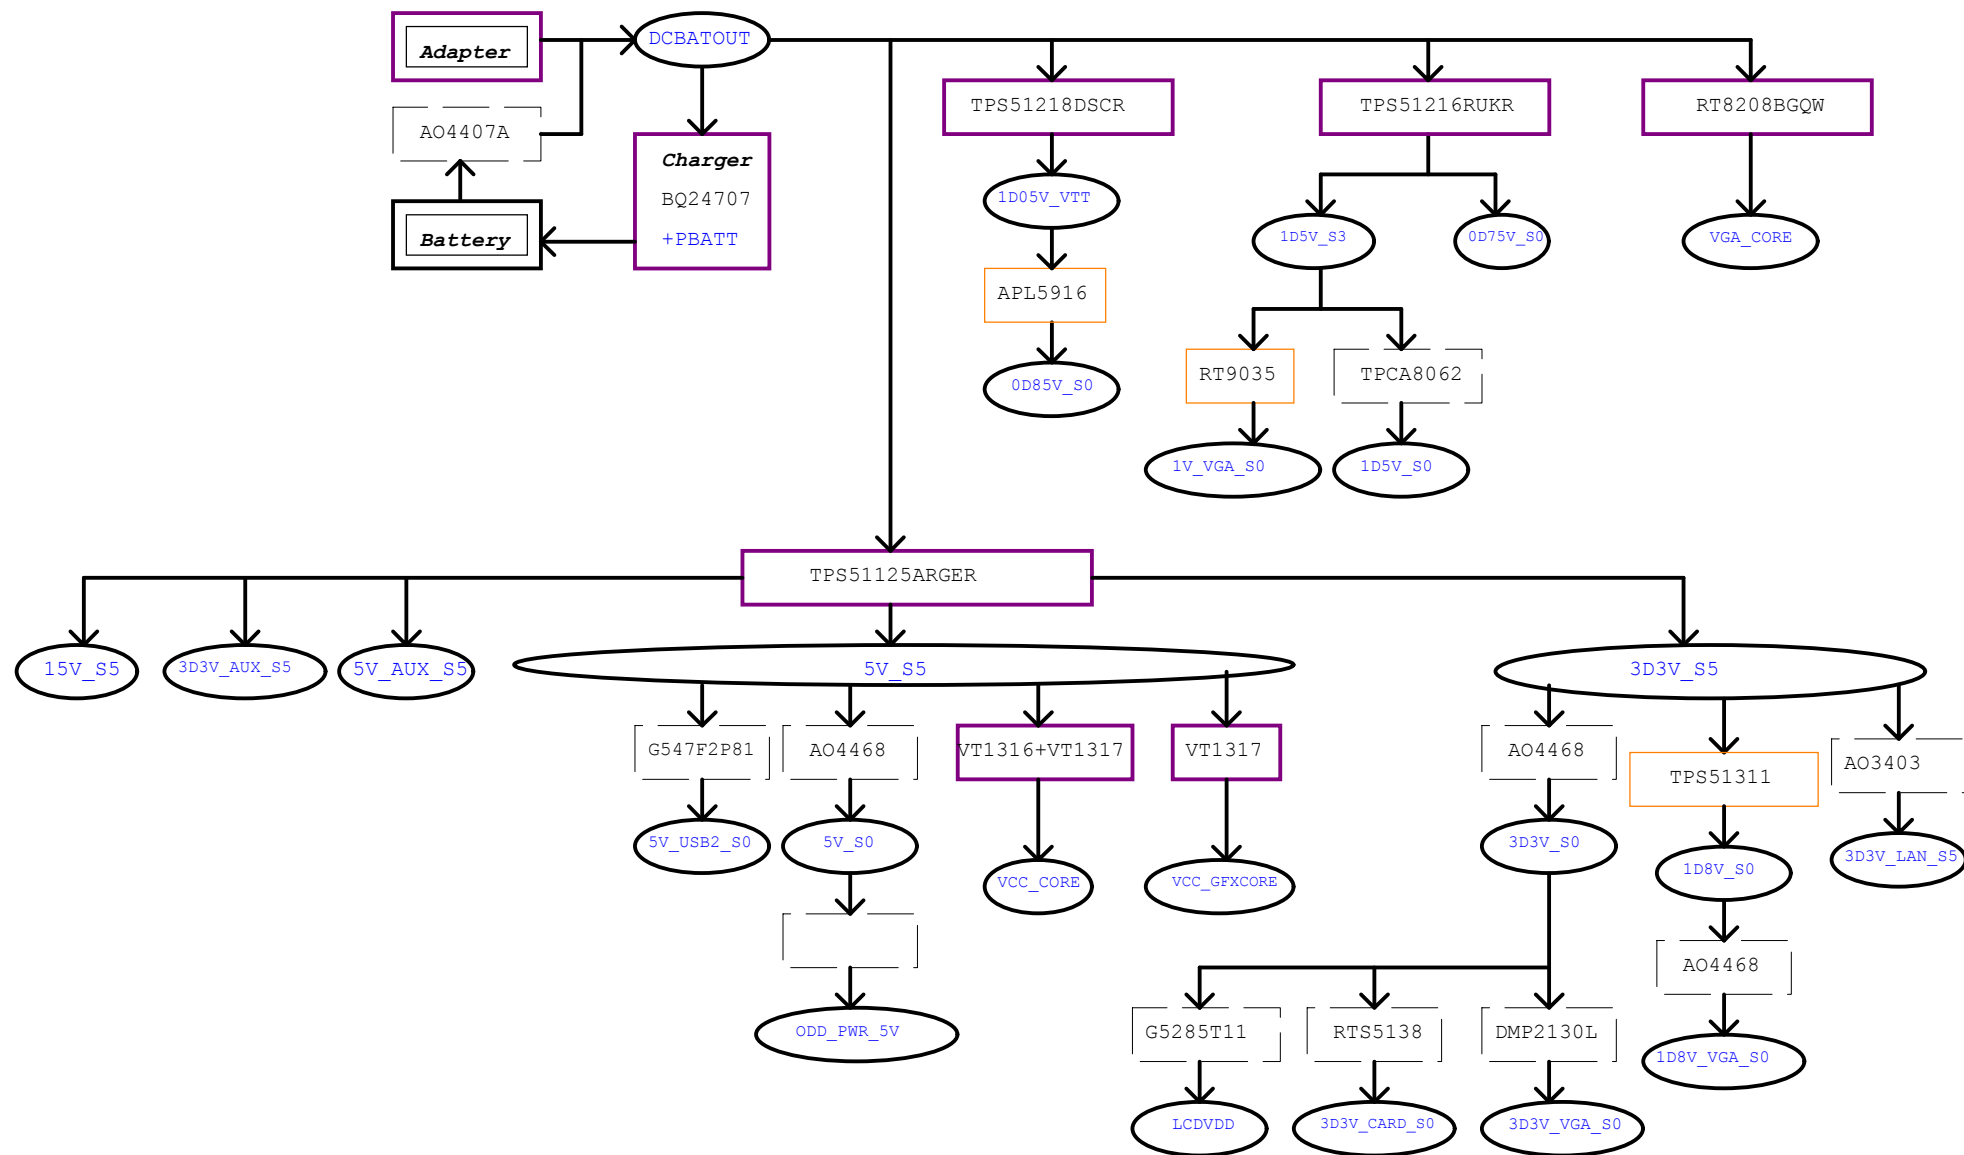 Adapter
DCBATOUT
AO4407A
TPS51218DSCR
TPS51216RUKR
RT8208BGQW
Charger
BQ24707
+PBATT
Battery
1D05V_VTT
1D5V_S3
0D75V_S0
VGA_CORE
APL5916
RT9035
TPCA8062
0D85V_S0
1V_VGA_S0
1D5V_S0
TPS51125ARGER
15V_S5
3D3V_AUX_S5
5V_AUX_S5
5V_S5
3D3V_S5
G547F2P81
AO4468
VT1316+VT1317
VT1317
AO4468
TPS51311
AO3403
5V_USB2_S0
5V_S0
VCC_CORE
VCC_GFXCORE
3D3V_S0
1D8V_S0
3D3V_LAN_S5
AO4468
ODD_PWR_5V
G5285T11
RTS5138
DMP2130L
1D8V_VGA_S0
LCDVDD
3D3V_CARD_S0
3D3V_VGA_S0